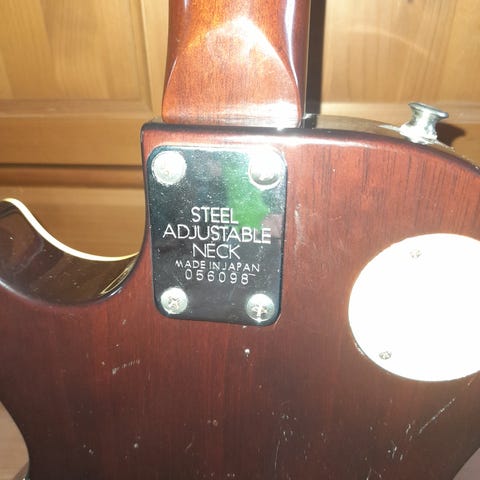 STEEL
ADJUSTABLE
NECK
MADE IN JAPAN
056098